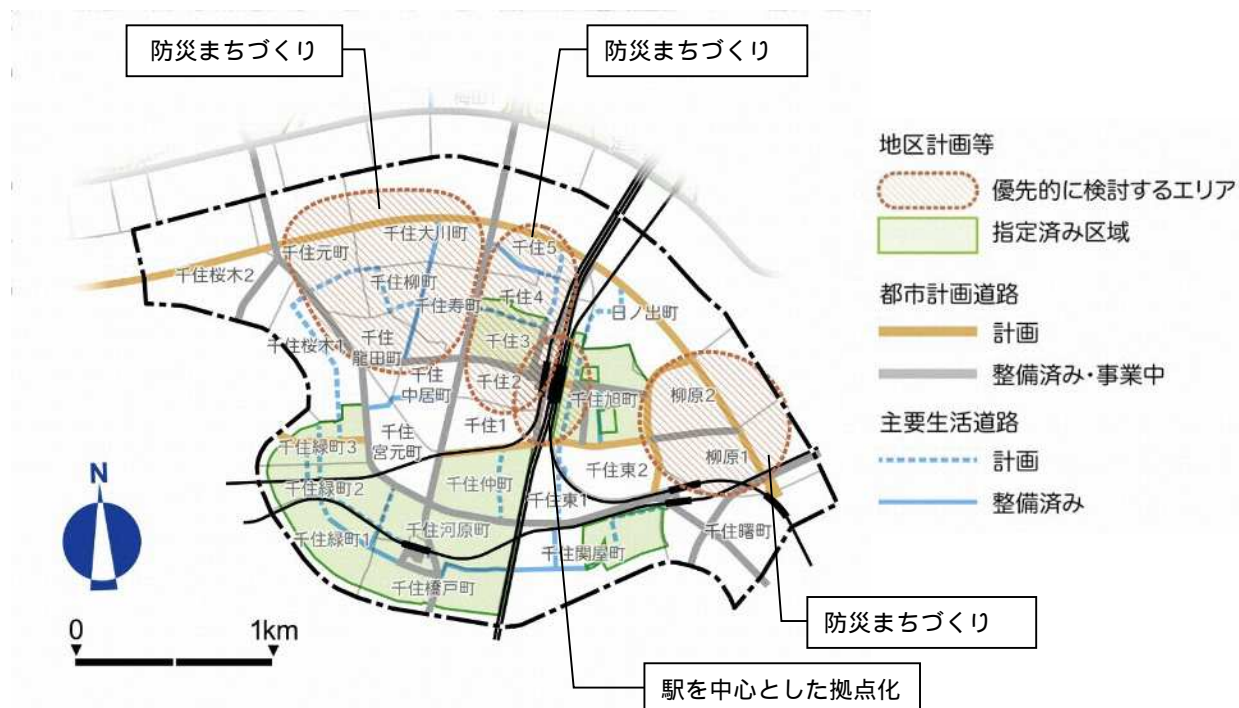 防災まちづくり
防災まちづくり
千住大川町
千住5
千住元町
千住桜木2
千住柳町
千住4
千住寿町
日ノ出町
千住桜木1
千住
龍田町
千住3
千住
中居町
千住2
千住旭町
柳原2
千住1
千住
宮元町
千住緑町3
千住東2
柳原1
千住緑町2
千住仲町
千住東1
千住緑町1
千住河原町
千住曙町
千住関屋町
千住橋戸町
N
0
1km
地区計画等
優先的に検討するエリア
指定済み区域
都市計画道路
計画
整備済み・事業中
主要生活道路
計画
整備済み
防災まちづくり
駅を中心とした拠点化